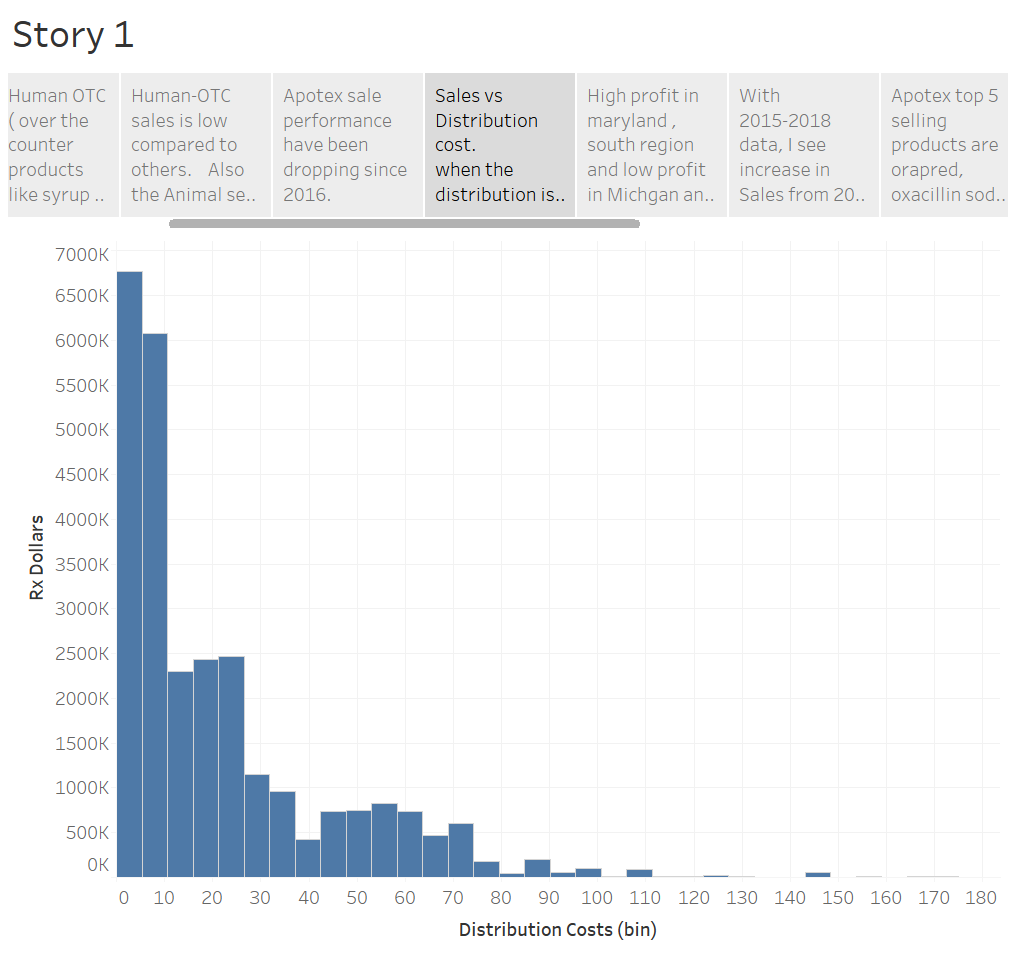 Story 1
Human OTC
( over the
counter
products
like syrup ..
Human-OTC
sales is low
compared to
others.   Also
the Animal se..
Apotex sale
performance
have been
dropping since
2016.
Sales vs
Distribution
cost.
when the
distribution is..
High profit in
maryland ,
south region
and low profit
in Michgan an..
With
2015-2018
data, I see
increase in
Sales from 20..
Apotex top 5
selling
products are
orapred,
oxacillin sod..
7000K
6500K
6000K
5500K
5000K
4500K
4000K
3500K
3000K
2500K
2000K
1500K
1000K
500K
0K
Rx Dollars
0 10 20 30 40 50 60 70 80 90 100 110 120 130 140 150 160 170 180
Distribution Costs (bin)